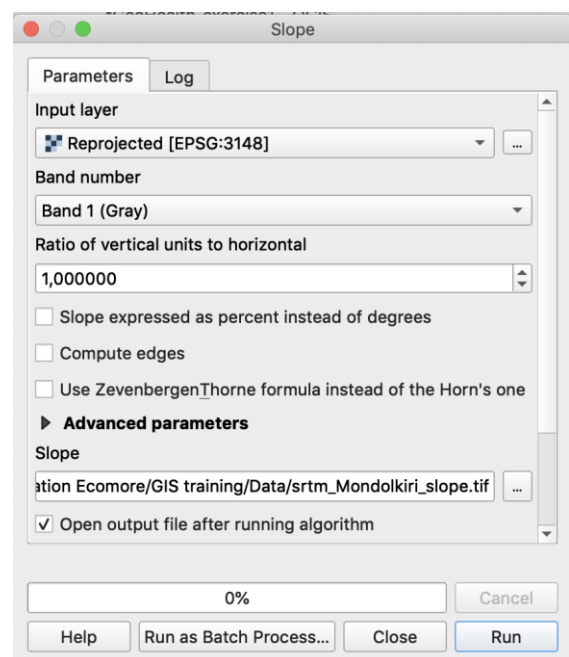 Slope
Parameters Log
Input layer
Reprojected [EPSG:3148]
...
Band number
Band 1 (Gray)
Ratio of vertical units to horizontal
1,000000
Slope expressed as percent instead of degrees
Compute edges
Use ZevenbergenThorne formula instead of the Horn's one
Advanced parameters
Slope
ation Ecomore/GIS training/Data/srtm_Mondolkiri_slope.tif
...
Open output file after running algorithm
0%
Cancel
Help Run as Batch Process... Close Run